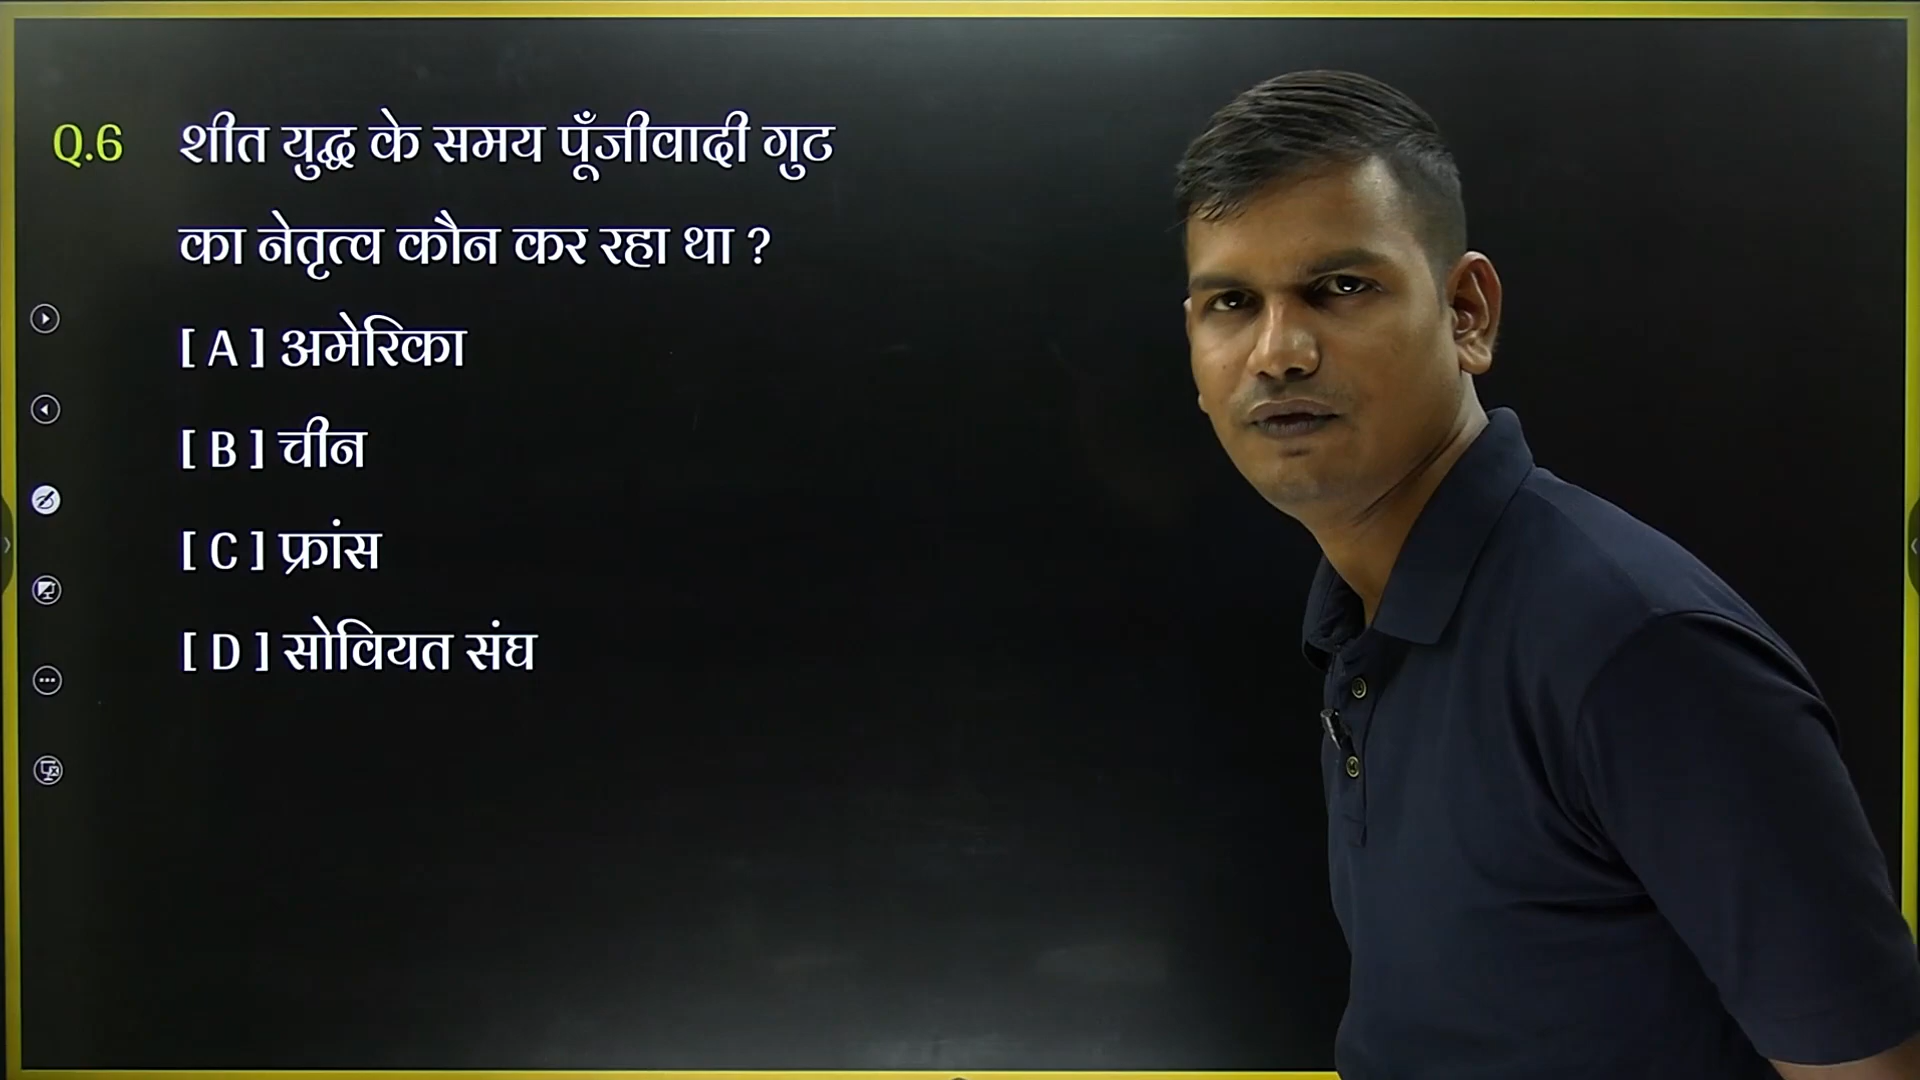 Q.6 शीत युद्ध के समय पूँजीवादी गुट
का नेतृत्व कौन कर रहा था ?
[ A ] अमेरिका
[ B ] चीन
[ C ] फ्रांस
[ D ] सोवियत संघ